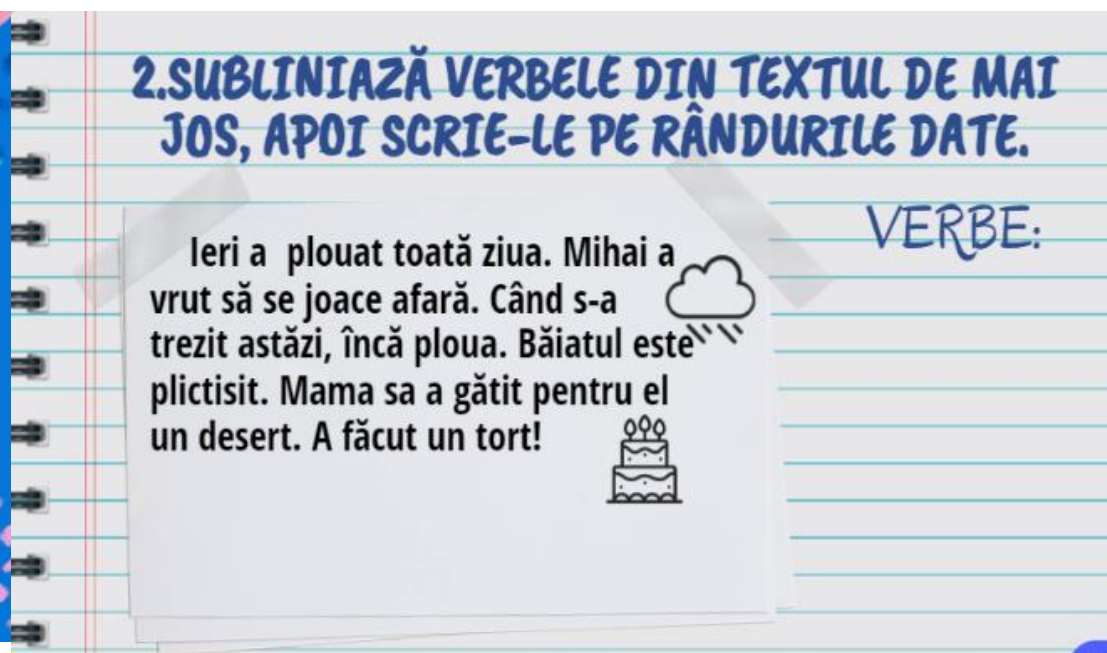 2.SUBLINIAZĂ VERBELE DIN TEXTUL DE MAI
JOS, APOI SCRIE-LE PE RÂNDURILE DATE.
VERBE:
Ieri a  plouat toată ziua. Mihai a
vrut să se joace afară. Când s-a
trezit astăzi, încă ploua. Băiatul este
plictisit. Mama sa a gătit pentru el
un desert. A făcut un tort!